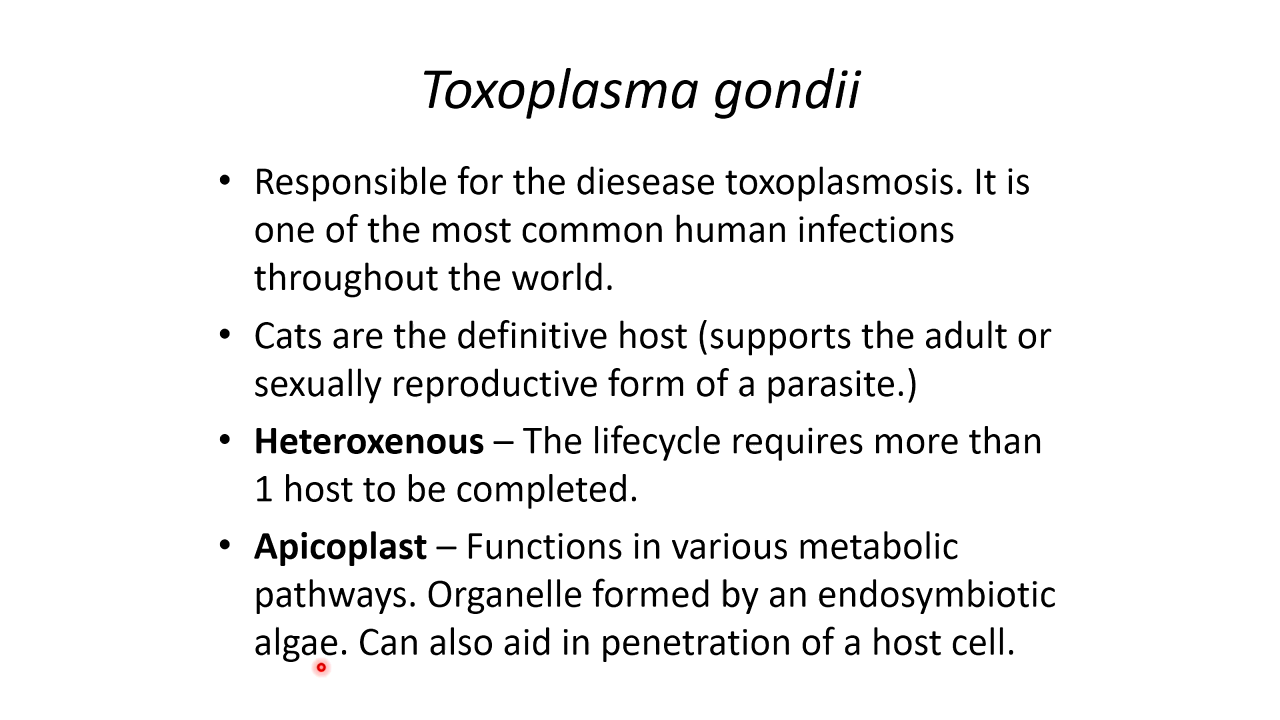 Toxoplasma gondii
• Responsible for the diesease toxoplasmosis. It is
one of the most common human infections
throughout the world.
• Cats are the definitive host (supports the adult or
sexually reproductive form of a parasite.)
• Heteroxenous – The lifecycle requires more than
1 host to be completed.
• Apicoplast – Functions in various metabolic
pathways. Organelle formed by an endosymbiotic
algae. Can also aid in penetration of a host cell.